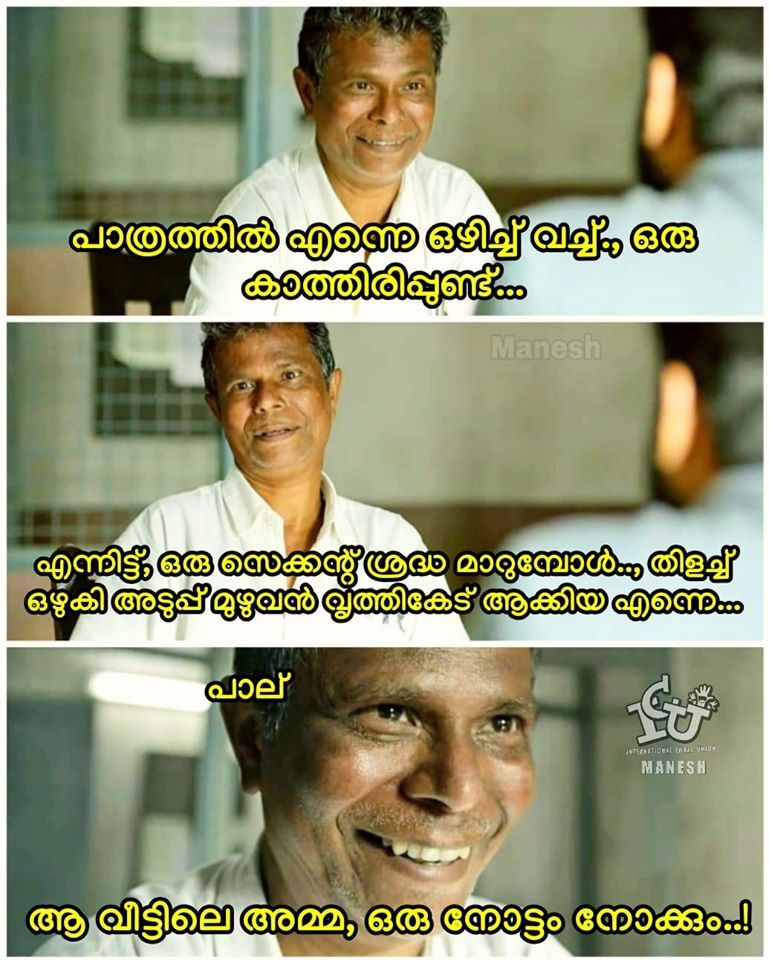 പാത്രത്തിൽ എന്നെ ഒഴിച്ച് വച്ച്., ഒരു
കാത്തിരിപ്പുണ്ട്...
Manesh
എന്നിട്ട്, ഒരു സെക്കന്റ് ശ്രദ്ധ മാറുമ്പോൾ.., തിളച്ച്
ഒഴുകി അടുപ്പ് മുഴുവൻ വൃത്തികേട് ആക്കിയ എന്നെ...
പാല്
ICU
INTERNATIONAL CHALU UNION
MANESH
ആ വീട്ടിലെ അമ്മ, ഒരു നോട്ടം നോക്കും..!